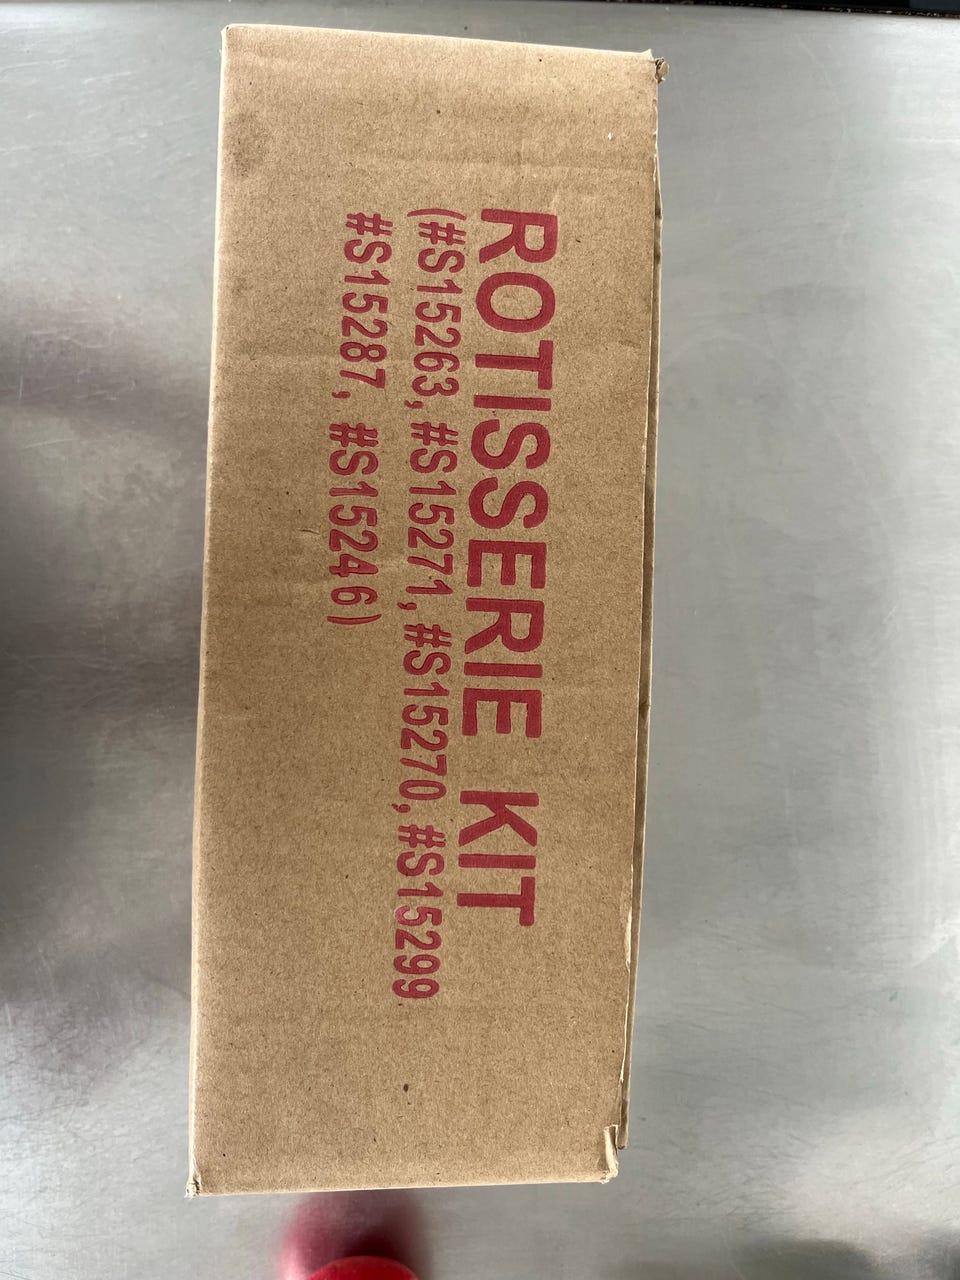 ROTISSERIE KIT
(#S15263, #S15271, #S15270, #S15299
#S15287, #S15246)